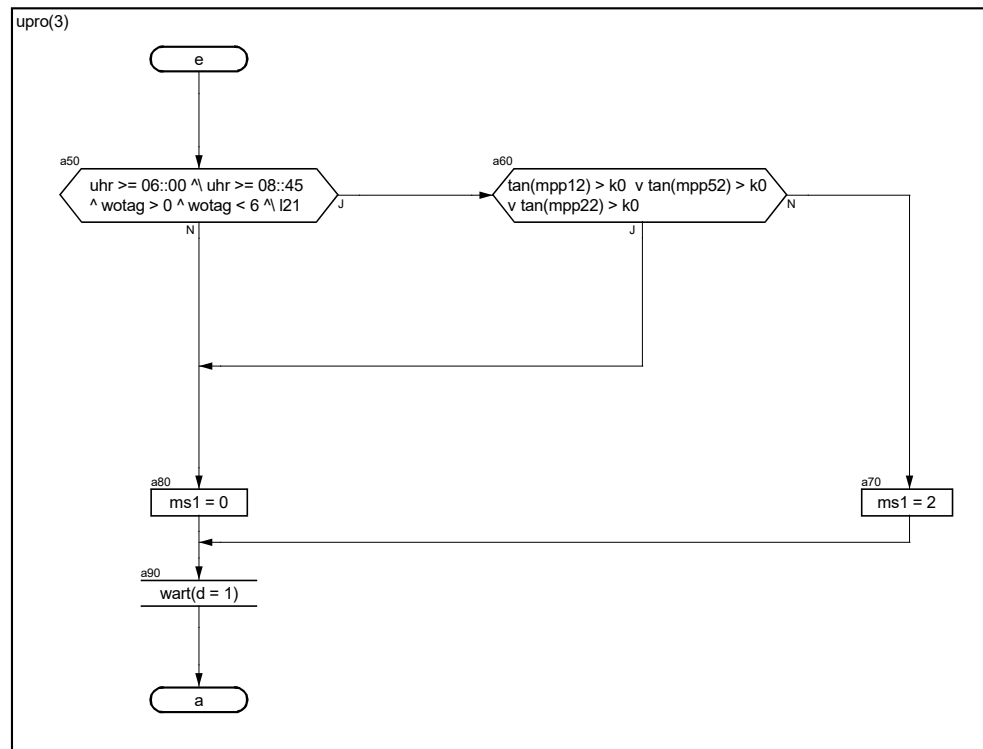 upro(3)
e
a50
uhr >= 06::00 ^\ uhr >= 08::45
^ wotag > 0 ^ wotag < 6 ^\ l21
J
N
a60
tan(mpp12) > k0 v tan(mpp52) > k0
v tan(mpp22) > k0
N
J
a80
ms1 = 0
a70
ms1 = 2
a90
wart(d = 1)
a